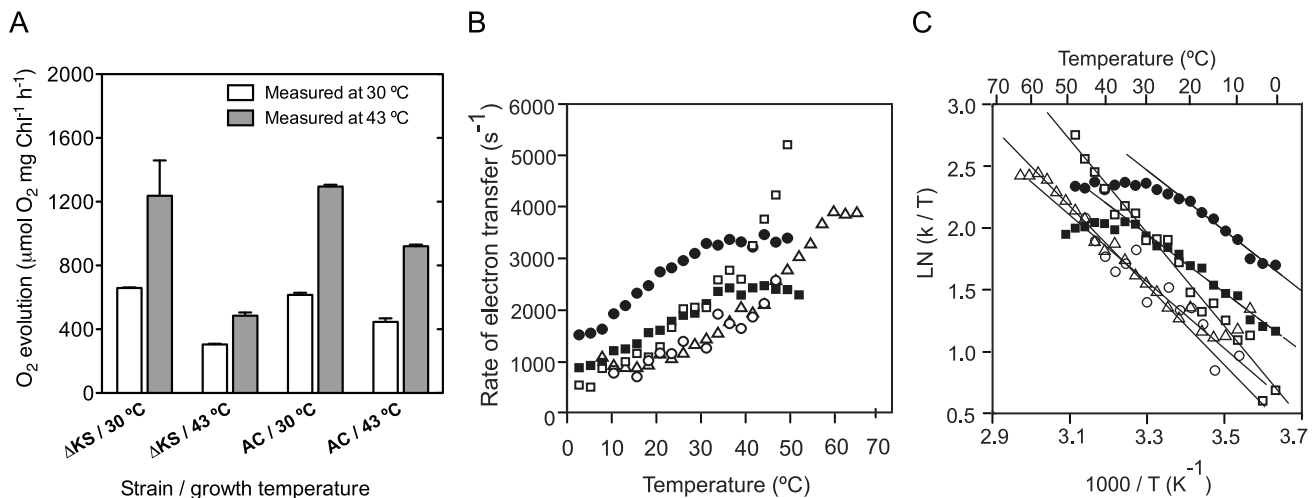 A
O₂ evolution (µmol O₂ mg Chl⁻¹ h⁻¹)
2000
1600
1200
800
400
0
Measured at 30 ºC
Measured at 43 ºC
ΔKS / 30 ºC
ΔKS / 43 ºC
AC / 30 ºC
AC / 43 ºC
Strain / growth temperature
B
Rate of electron transfer (s⁻¹)
6000
5000
4000
3000
2000
1000
0
0 10 20 30 40 50 60
Temperature (ºC)
C
Temperature (ºC)
70 60 50 40 30 20 10 0
LN (k / T)
3.0
2.5
2.0
1.5
1.0
0.5
2.9 3.1 3.3 3.5 3.7
1000 / T (K⁻¹)